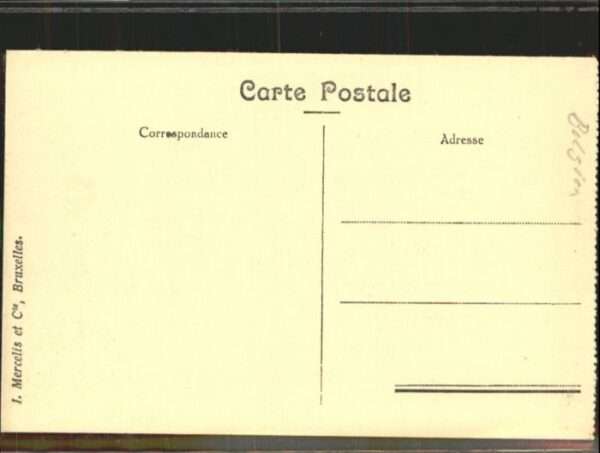 Carte Postale
Correspondance
Adresse
I. Mercelis et Cie, Bruxelles.